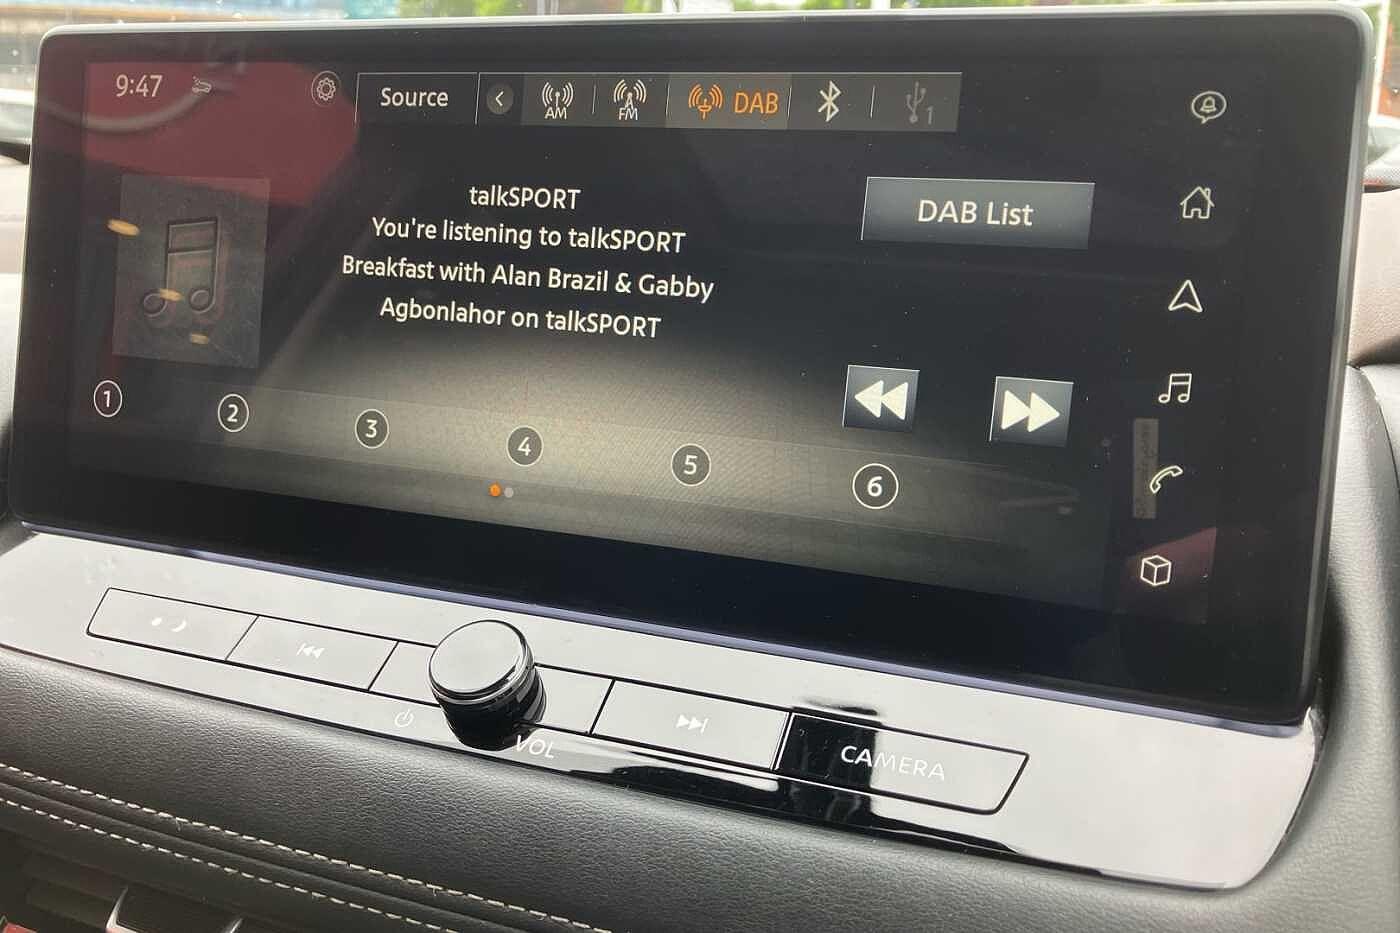 9:47
Source
AM
FM
DAB
1
talkSPORT
You're listening to talkSPORT
Breakfast with Alan Brazil & Gabby
Agbonlahor on talkSPORT
DAB List
1
2
3
4
5
6
VOL
CAMERA